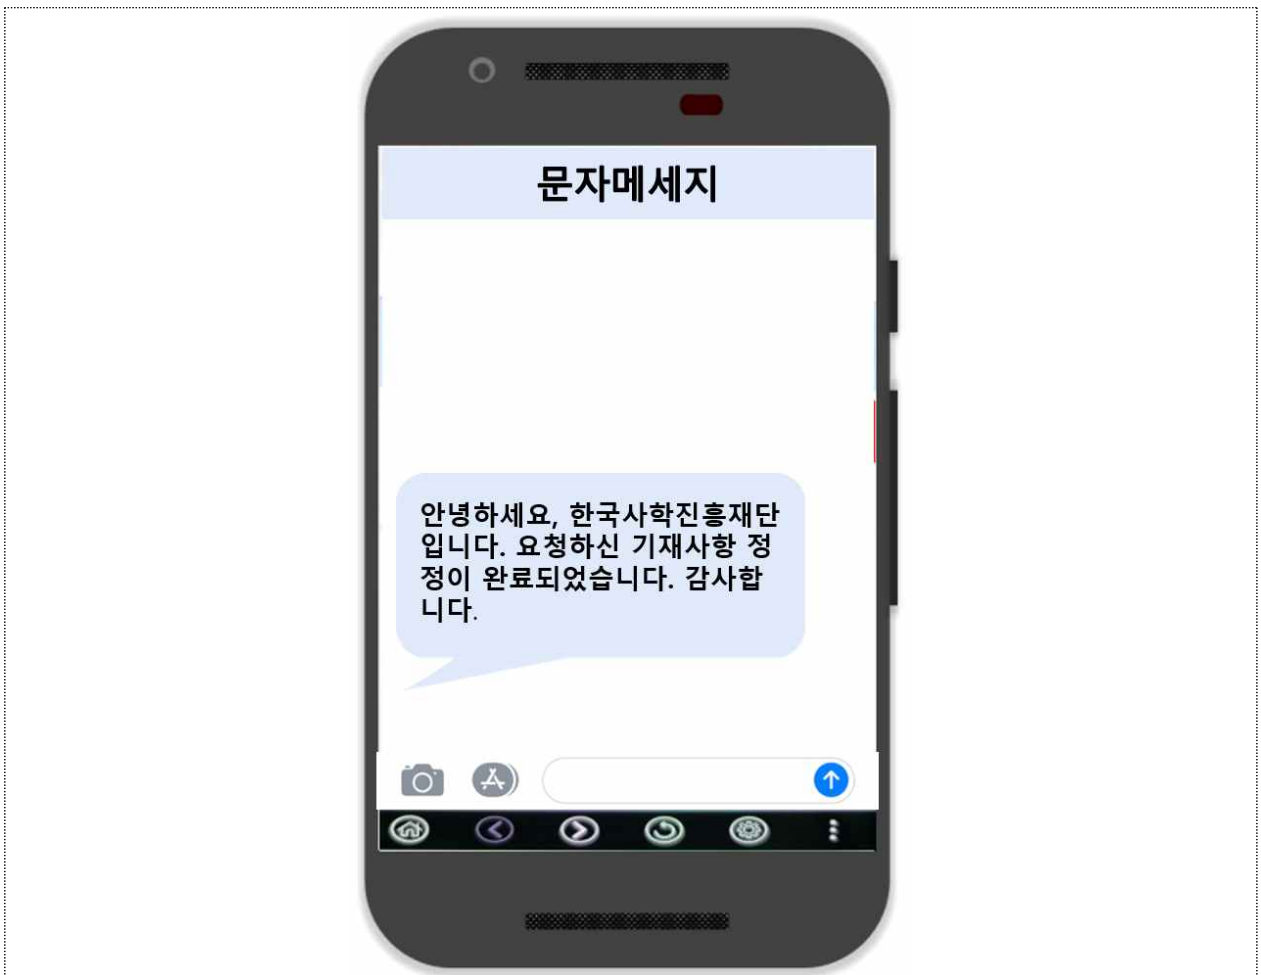 문자메세지
안녕하세요, 한국사학진흥재단
입니다. 요청하신 기재사항 정
정이 완료되었습니다. 감사합
니다.